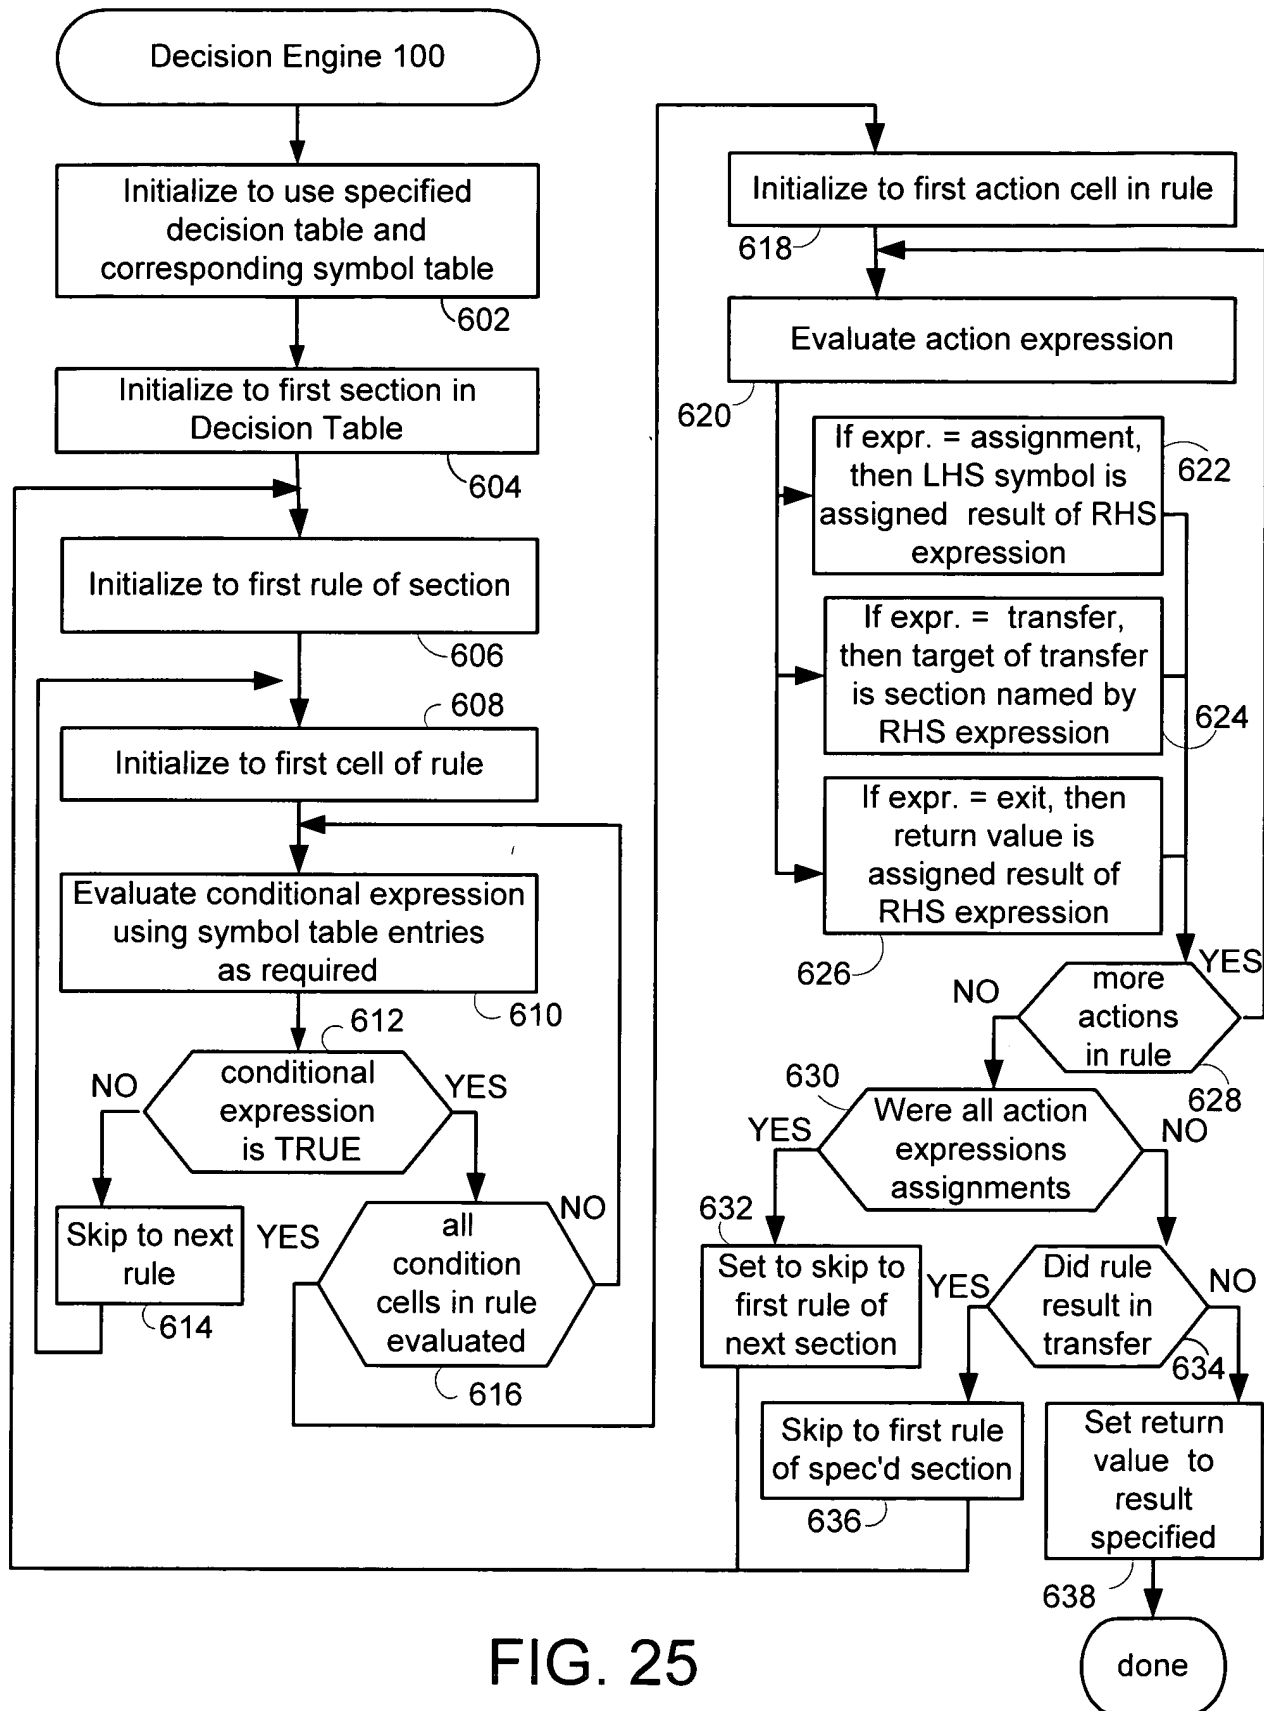 Decision Engine 100
Initialize to use specified
decision table and
corresponding symbol table
602
Initialize to first section in
Decision Table
604
Initialize to first rule of section
606
608
Initialize to first cell of rule
Evaluate conditional expression
using symbol table entries
as required
610
612
NO
conditional
expression
is TRUE
YES
Skip to next
rule
614
YES
all
condition
cells in rule
evaluated
NO
616
Initialize to first action cell in rule
618
Evaluate action expression
620
If expr. = assignment,
then LHS symbol is
assigned result of RHS
expression
622
If expr. = transfer,
then target of transfer
is section named by
RHS expression
624
If expr. = exit, then
return value is
assigned result of
RHS expression
626
YES
NO
more
actions
in rule
628
630
YES
Were all action
expressions
assignments
NO
632
Set to skip to
first rule of
next section
YES
Did rule
result in
transfer
NO
634
Skip to first rule
of spec'd section
636
Set return
value to
result
specified
638
done
FIG. 25